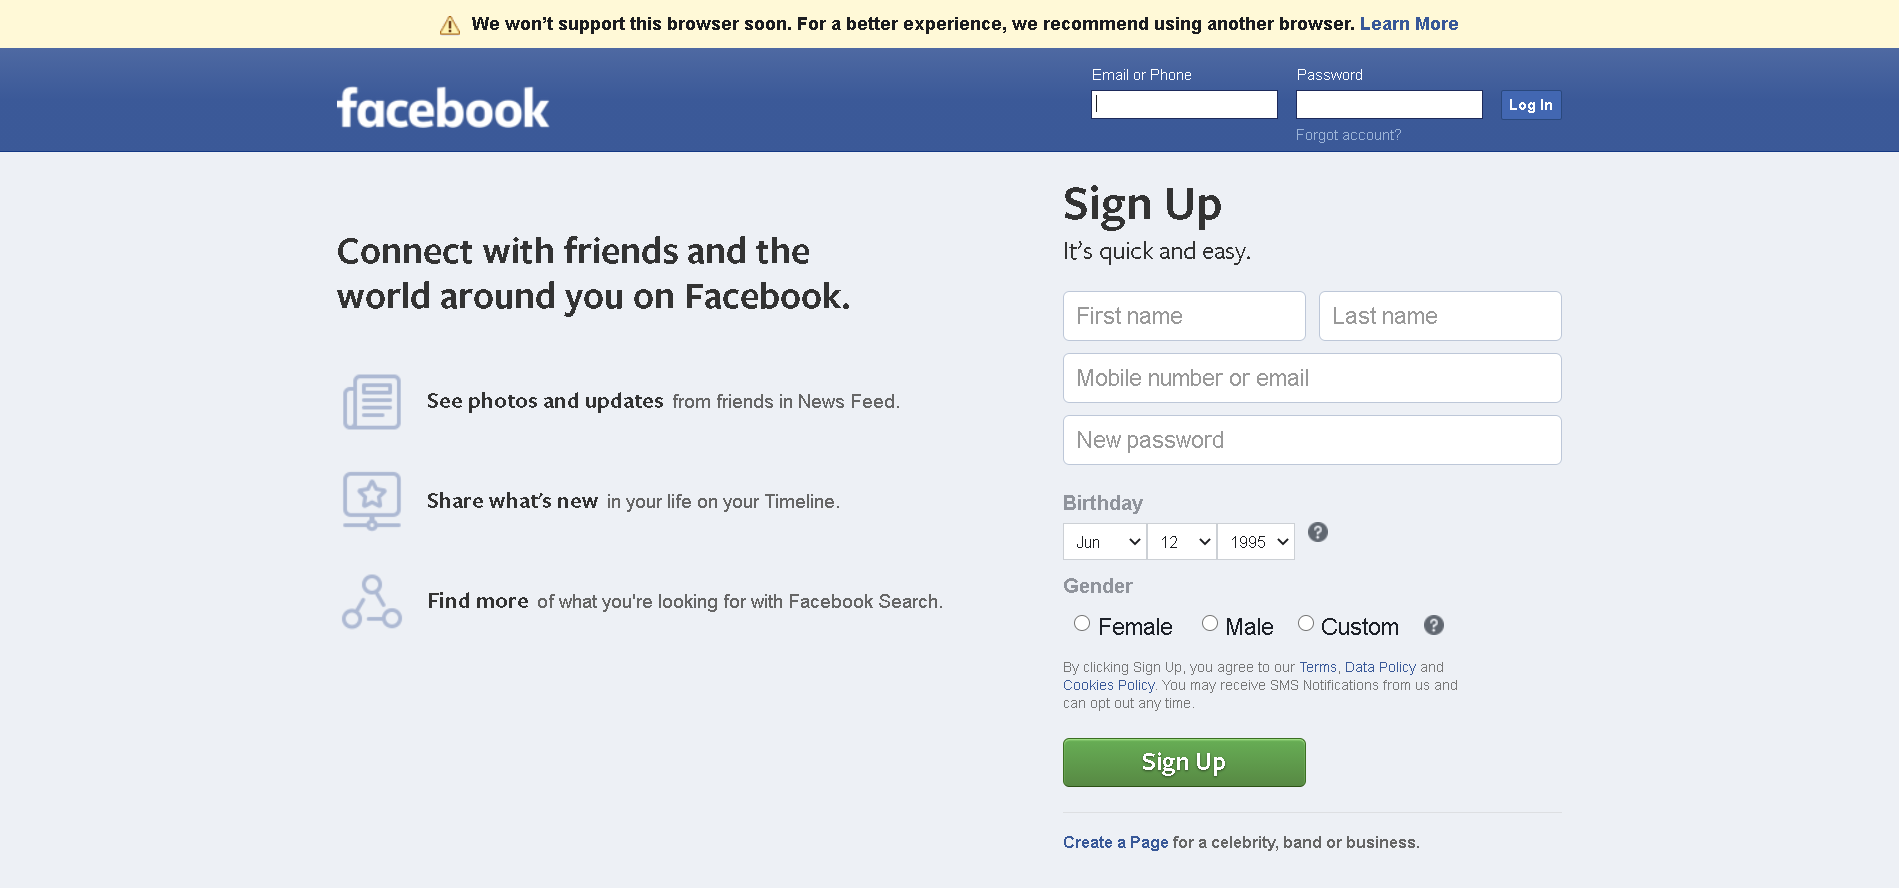 We won’t support this browser soon. For a better experience, we recommend using another browser. Learn More
facebook
Email or Phone
Password
Log In
Forgot account?
Connect with friends and the
world around you on Facebook.
See photos and updates from friends in News Feed.
Share what's new in your life on your Timeline.
Find more of what you're looking for with Facebook Search.
Sign Up
It's quick and easy.
First name
Last name
Mobile number or email
New password
Birthday
Jun 12 1995 ?
Gender
Female Male Custom ?
By clicking Sign Up, you agree to our Terms, Data Policy and
Cookies Policy. You may receive SMS Notifications from us and
can opt out any time.
Sign Up
Create a Page for a celebrity, band or business.